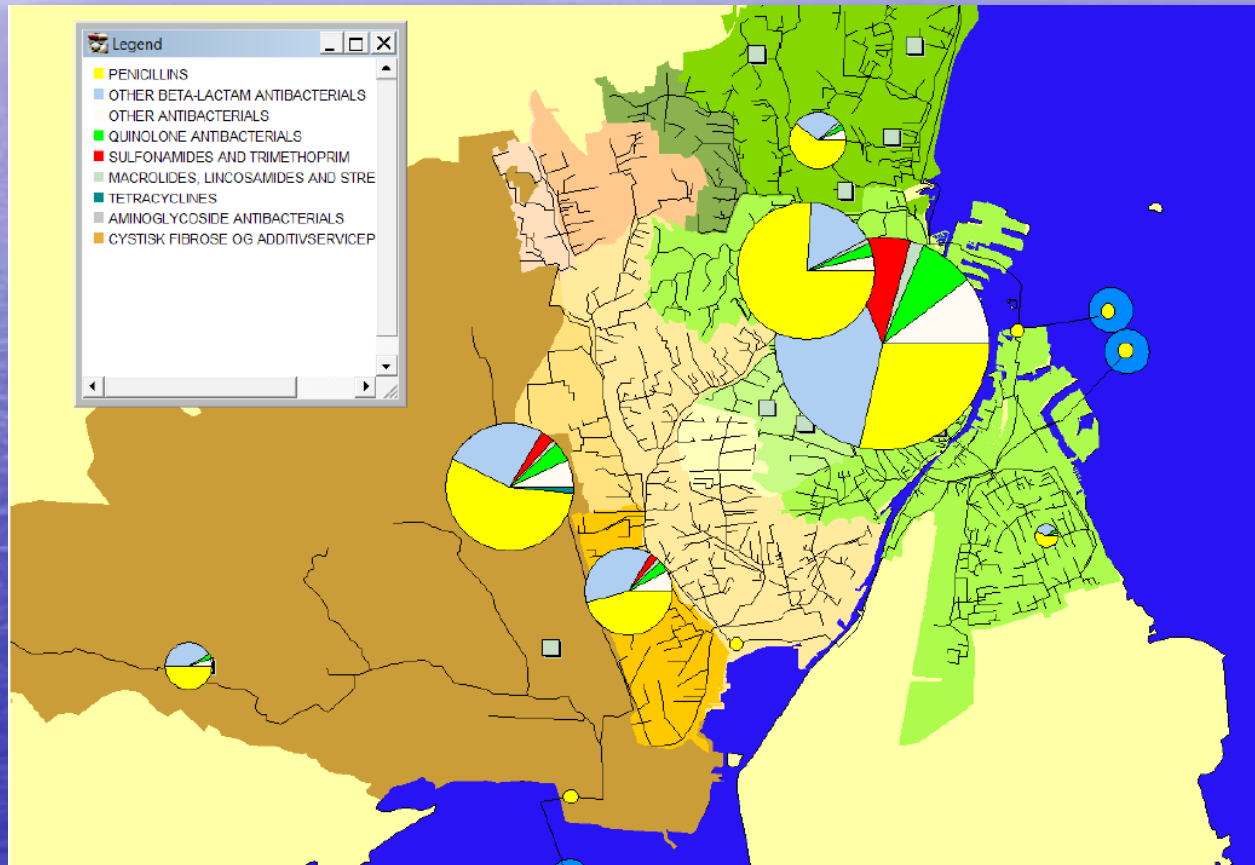 Legend
PENICILLINS
OTHER BETA-LACTAM ANTIBACTERIALS
OTHER ANTIBACTERIALS
QUINOLONE ANTIBACTERIALS
SULFONAMIDES AND TRIMETHOPRIM
MACROLIDES, LINCOSAMIDES AND STRE
TETRACYCLINES
AMINOGLYCOSIDE ANTIBACTERIALS
CYSTISK FIBROSE OG ADDITIVSERVICEP